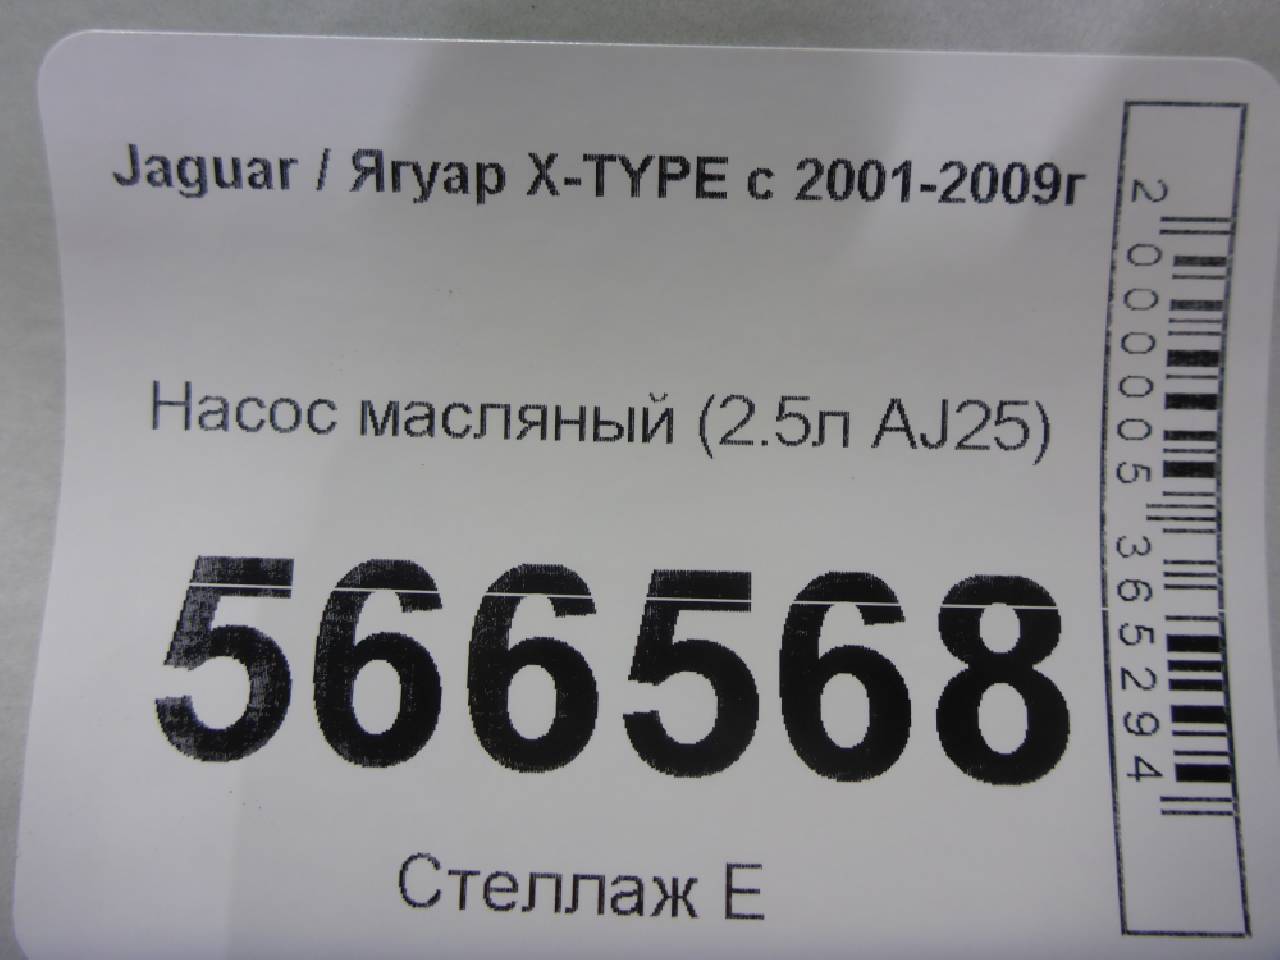 Jaguar / Ягуар X-TYPE с 2001-2009г
Насос масляный (2.5л AJ25)
566568
Стеллаж Е
2000005365294